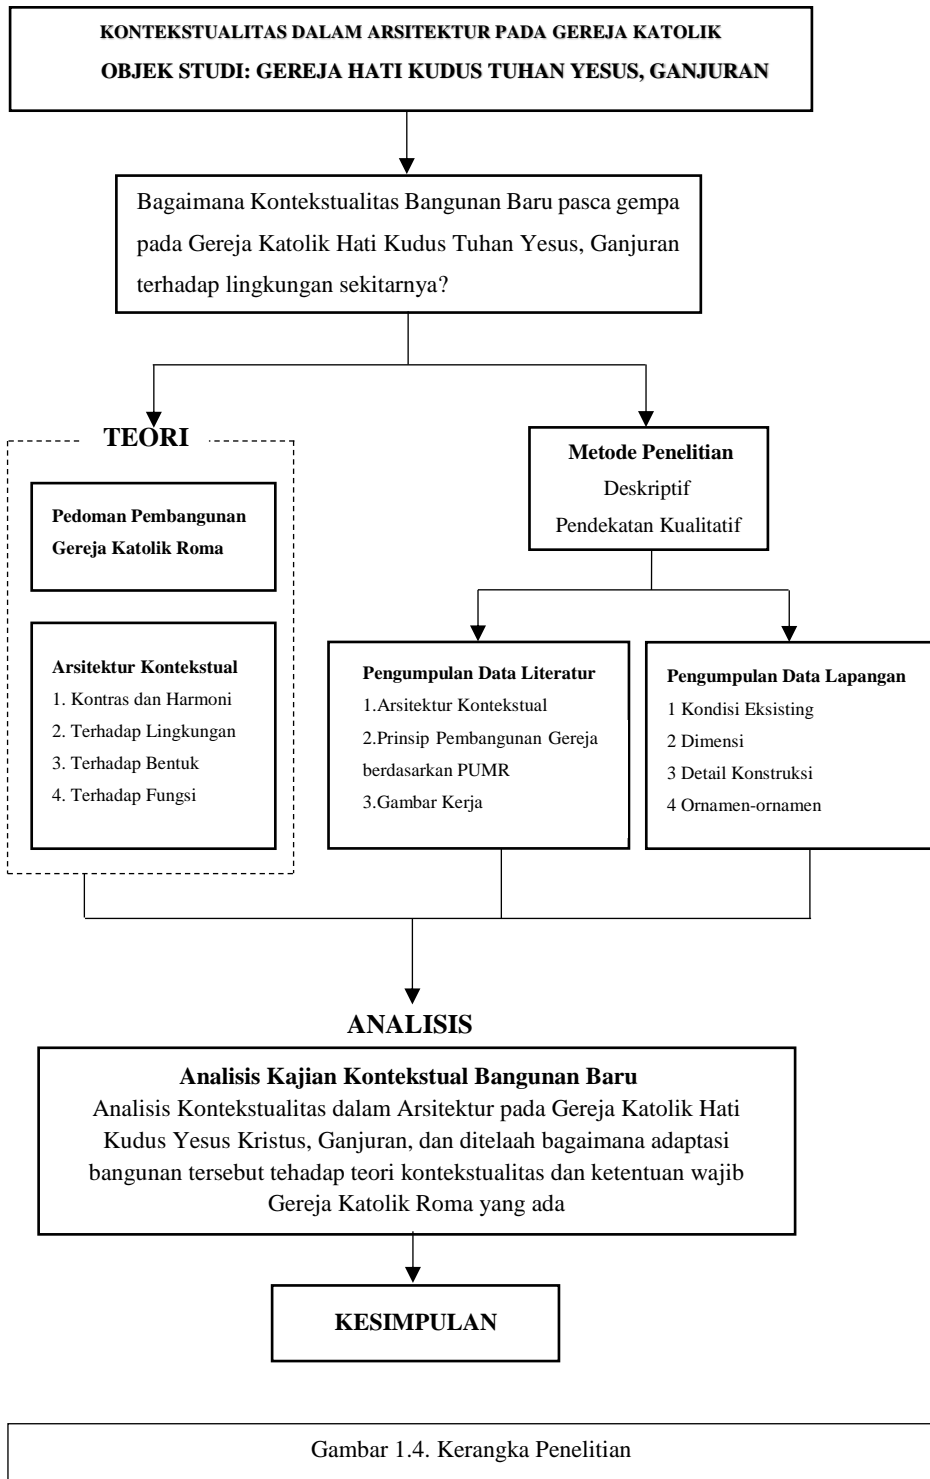 KONTEKSTUALITAS DALAM ARSITEKTUR PADA GEREJA KATOLIK
OBJEK STUDI: GEREJA HATI KUDUS TUHAN YESUS, GANJURAN
Bagaimana Kontekstualitas Bangunan Baru pasca gempa
pada Gereja Katolik Hati Kudus Tuhan Yesus, Ganjuran
terhadap lingkungan sekitarnya?
TEORI
Pedoman Pembangunan
Gereja Katolik Roma
Arsitektur Kontekstual
1. Kontras dan Harmoni
2. Terhadap Lingkungan
3. Terhadap Bentuk
4. Terhadap Fungsi
Metode Penelitian
Deskriptif
Pendekatan Kualitatif
Pengumpulan Data Literatur
1.Arsitektur Kontekstual
2.Prinsip Pembangunan Gereja
berdasarkan PUMR
3.Gambar Kerja
Pengumpulan Data Lapangan
1 Kondisi Eksisting
2 Dimensi
3 Detail Konstruksi
4 Ornamen-ornamen
ANALISIS
Analisis Kajian Kontekstual Bangunan Baru
Analisis Kontekstualitas dalam Arsitektur pada Gereja Katolik Hati
Kudus Yesus Kristus, Ganjuran, dan ditelaah bagaimana adaptasi
bangunan tersebut tehadap teori kontekstualitas dan ketentuan wajib
Gereja Katolik Roma yang ada
KESIMPULAN
Gambar 1.4. Kerangka Penelitian